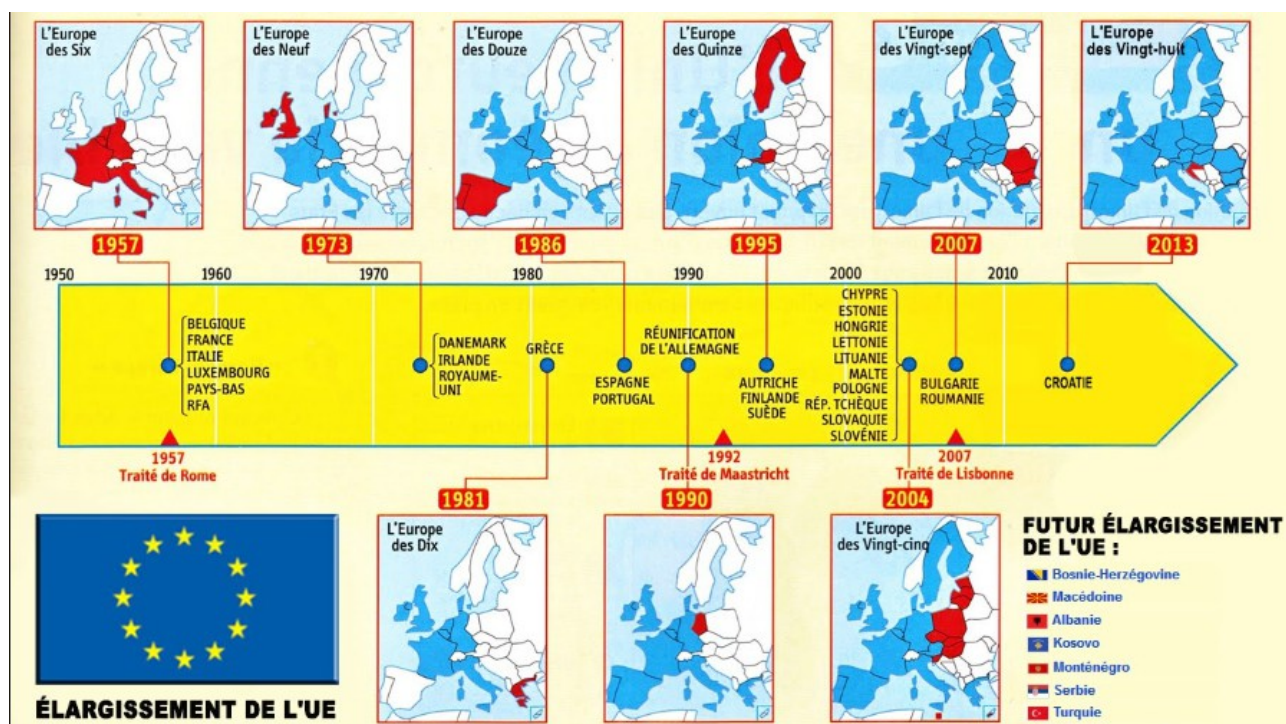 L'Europe
des Six
L'Europe
des Neuf
L'Europe
des Douze
L'Europe
des Quinze
L'Europe
des Vingt-sept
L'Europe
des Vingt-huit
1957
1973
1986
1995
2007
2013
1950
1960
1970
1980
1990
2000
2010
BELGIQUE
FRANCE
ITALIE
LUXEMBOURG
PAYS-BAS
RFA
DANEMARK
IRLANDE
ROYAUME-
UNI
GRÈCE
ESPAGNE
PORTUGAL
RÉUNIFICATION
DE L'ALLEMAGNE
AUTRICHE
FINLANDE
SUÈDE
CHYPRE
ESTONIE
HONGRIE
LETTONIE
LITUANIE
MALTE
POLOGNE
RÉP. TCHÈQUE
SLOVAQUIE
SLOVÉNIE
BULGARIE
ROUMANIE
CROATIE
1957
Traité de Rome
1992
Traité de Maastricht
2007
Traité de Lisbonne
1981
1990
2004
L'Europe
des Dix
L'Europe
des Vingt-cinq
ÉLARGISSEMENT DE L'UE
FUTUR ÉLARGISSEMENT
DE L'UE :
Bosnie-Herzégovine
Macédoine
Albanie
Kosovo
Monténégro
Serbie
Turquie